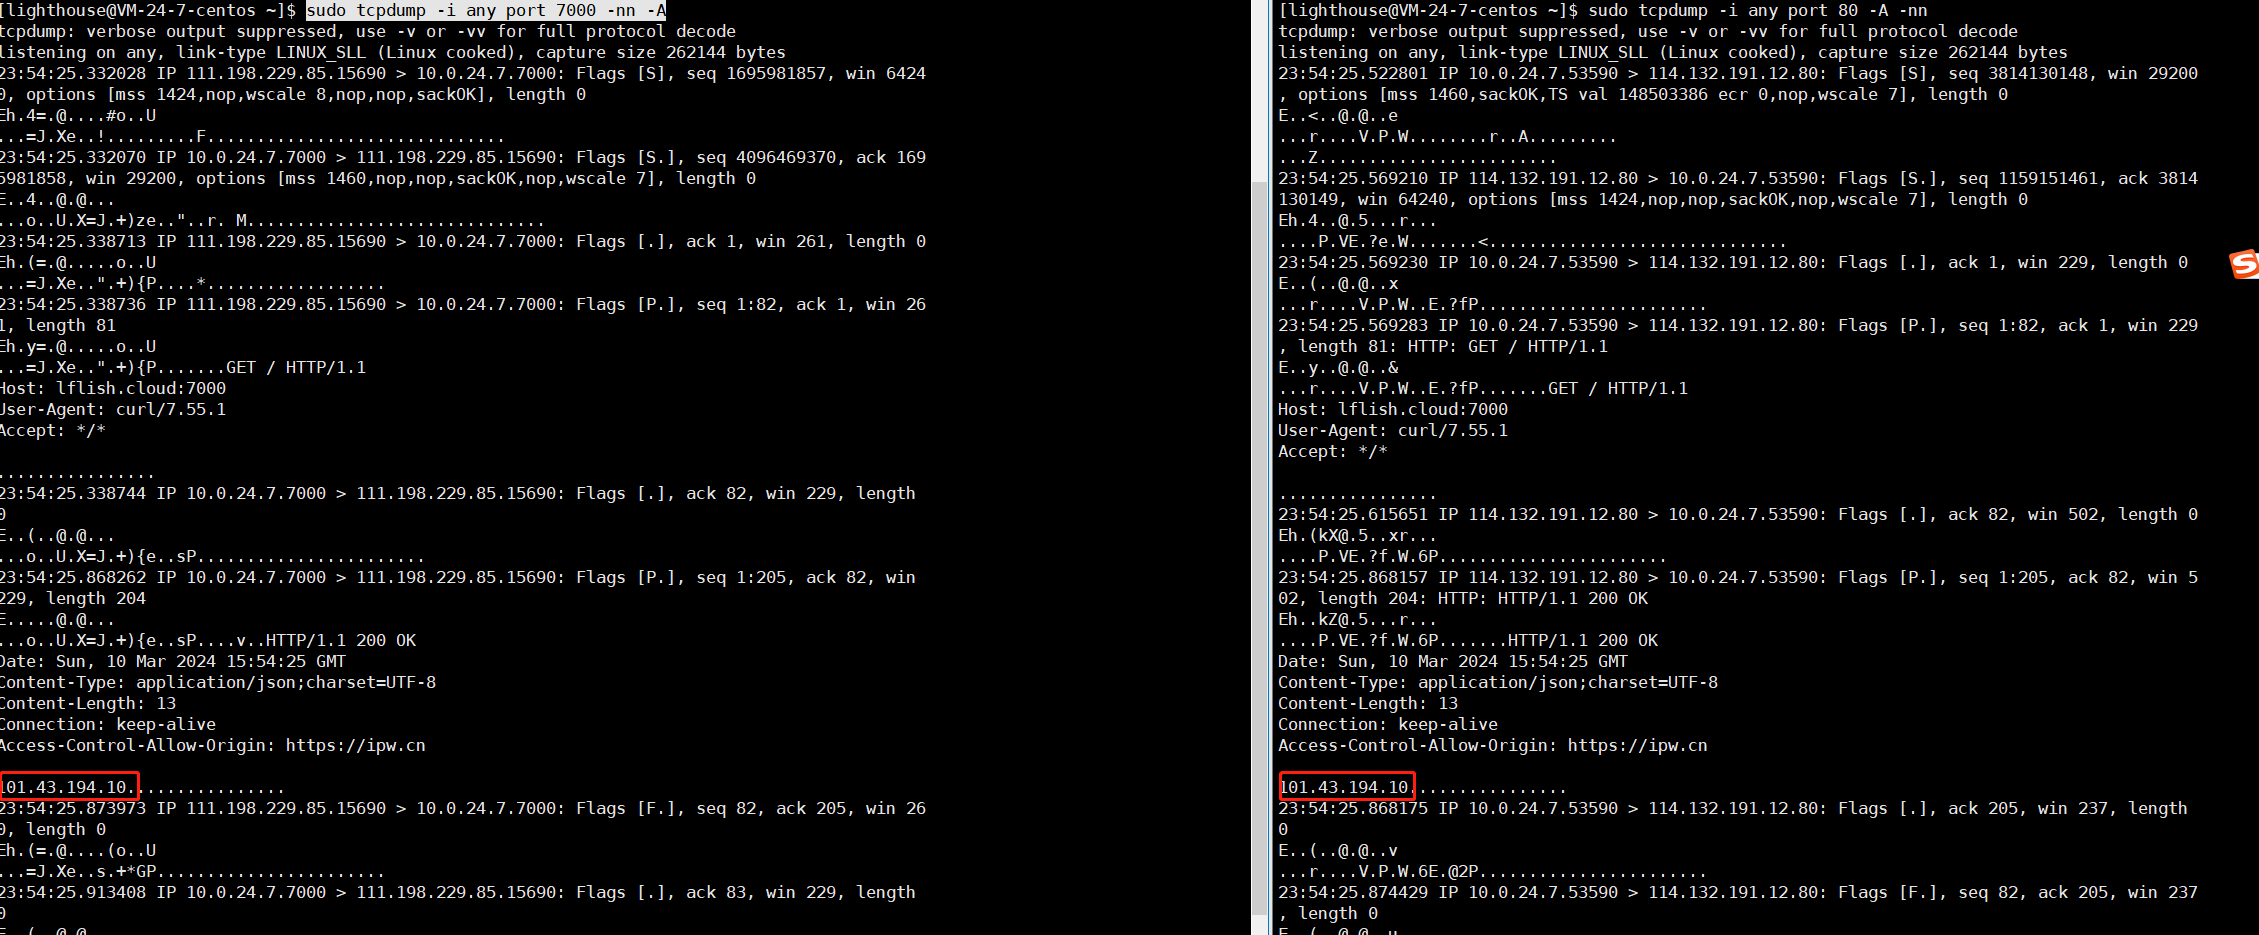 [lighthouse@VM-24-7-centos ~]$ sudo tcpdump -i any port 7000 -nn -A
tcpdump: verbose output suppressed, use -v or -vv for full protocol decode
listening on any, link-type LINUX_SLL (Linux cooked), capture size 262144 bytes
23:54:25.332028 IP 111.198.229.85.15690 > 10.0.24.7.7000: Flags [S], seq 1695981857, win 6424
0, options [mss 1424,nop,wscale 8,nop,nop,sackOK], length 0
Eh.4=.@....#o..U
...=J.Xe..!.........F..............................
23:54:25.332070 IP 10.0.24.7.7000 > 111.198.229.85.15690: Flags [S.], seq 4096469370, ack 169
5981858, win 29200, options [mss 1460,nop,nop,sackOK,nop,wscale 7], length 0
E..4..@.@...
...o..U.X=J.+)ze.."..r. M..............................
23:54:25.338713 IP 111.198.229.85.15690 > 10.0.24.7.7000: Flags [.], ack 1, win 261, length 0
Eh.(=.@.....o..U
...=J.Xe..".+){P....*..................
23:54:25.338736 IP 111.198.229.85.15690 > 10.0.24.7.7000: Flags [P.], seq 1:82, ack 1, win 26
1, length 81
Eh.y=.@.....o..U
...=J.Xe..".+){P.......GET / HTTP/1.1
Host: lflish.cloud:7000
User-Agent: curl/7.55.1
Accept: */*
................
23:54:25.338744 IP 10.0.24.7.7000 > 111.198.229.85.15690: Flags [.], ack 82, win 229, length
0
E..(..@.@...
...o..U.X=J.+){e..sP.......................
23:54:25.868262 IP 10.0.24.7.7000 > 111.198.229.85.15690: Flags [P.], seq 1:205, ack 82, win
229, length 204
E.....@.@...
...o..U.X=J.+){e..sP....v..HTTP/1.1 200 OK
Date: Sun, 10 Mar 2024 15:54:25 GMT
Content-Type: application/json;charset=UTF-8
Content-Length: 13
Connection: keep-alive
Access-Control-Allow-Origin: https://ipw.cn
101.43.194.10................
23:54:25.873973 IP 111.198.229.85.15690 > 10.0.24.7.7000: Flags [F.], seq 82, ack 205, win 26
0, length 0
Eh.(=.@....(o..U
...=J.Xe..s.+*GP.......................
23:54:25.913408 IP 10.0.24.7.7000 > 111.198.229.85.15690: Flags [.], ack 83, win 229, length
0
E..(..@.@...
[lighthouse@VM-24-7-centos ~]$ sudo tcpdump -i any port 80 -A -nn
tcpdump: verbose output suppressed, use -v or -vv for full protocol decode
listening on any, link-type LINUX_SLL (Linux cooked), capture size 262144 bytes
23:54:25.522801 IP 10.0.24.7.53590 > 114.132.191.12.80: Flags [S], seq 3814130148, win 29200
, options [mss 1460,sackOK,TS val 148503386 ecr 0,nop,wscale 7], length 0
E..<..@.@..e
...r....V.P.W........r..A.........
...Z........................
23:54:25.569210 IP 114.132.191.12.80 > 10.0.24.7.53590: Flags [S.], seq 1159151461, ack 3814
130149, win 64240, options [mss 1424,nop,nop,sackOK,nop,wscale 7], length 0
Eh.4..@.5...r...
....P.VE.?e.W.......<..............................
23:54:25.569230 IP 10.0.24.7.53590 > 114.132.191.12.80: Flags [.], ack 1, win 229, length 0
E..(..@.@..x
...r....V.P.W..E.?fP.......................
23:54:25.569283 IP 10.0.24.7.53590 > 114.132.191.12.80: Flags [P.], seq 1:82, ack 1, win 229
, length 81: HTTP: GET / HTTP/1.1
E..y..@.@..&
...r....V.P.W..E.?fP.......GET / HTTP/1.1
Host: lflish.cloud:7000
User-Agent: curl/7.55.1
Accept: */*
................
23:54:25.615651 IP 114.132.191.12.80 > 10.0.24.7.53590: Flags [.], ack 82, win 502, length 0
Eh.(kX@.5..xr...
....P.VE.?f.W.6P.......................
23:54:25.868157 IP 114.132.191.12.80 > 10.0.24.7.53590: Flags [P.], seq 1:205, ack 82, win 5
02, length 204: HTTP: HTTP/1.1 200 OK
Eh..kZ@.5...r...
....P.VE.?f.W.6P.......HTTP/1.1 200 OK
Date: Sun, 10 Mar 2024 15:54:25 GMT
Content-Type: application/json;charset=UTF-8
Content-Length: 13
Connection: keep-alive
Access-Control-Allow-Origin: https://ipw.cn
101.43.194.10................
23:54:25.868175 IP 10.0.24.7.53590 > 114.132.191.12.80: Flags [.], ack 205, win 237, length
0
E..(..@.@..v
...r....V.P.W.6E.@2P.......................
23:54:25.874429 IP 10.0.24.7.53590 > 114.132.191.12.80: Flags [F.], seq 82, ack 205, win 237
, length 0
E..(..@.@..u